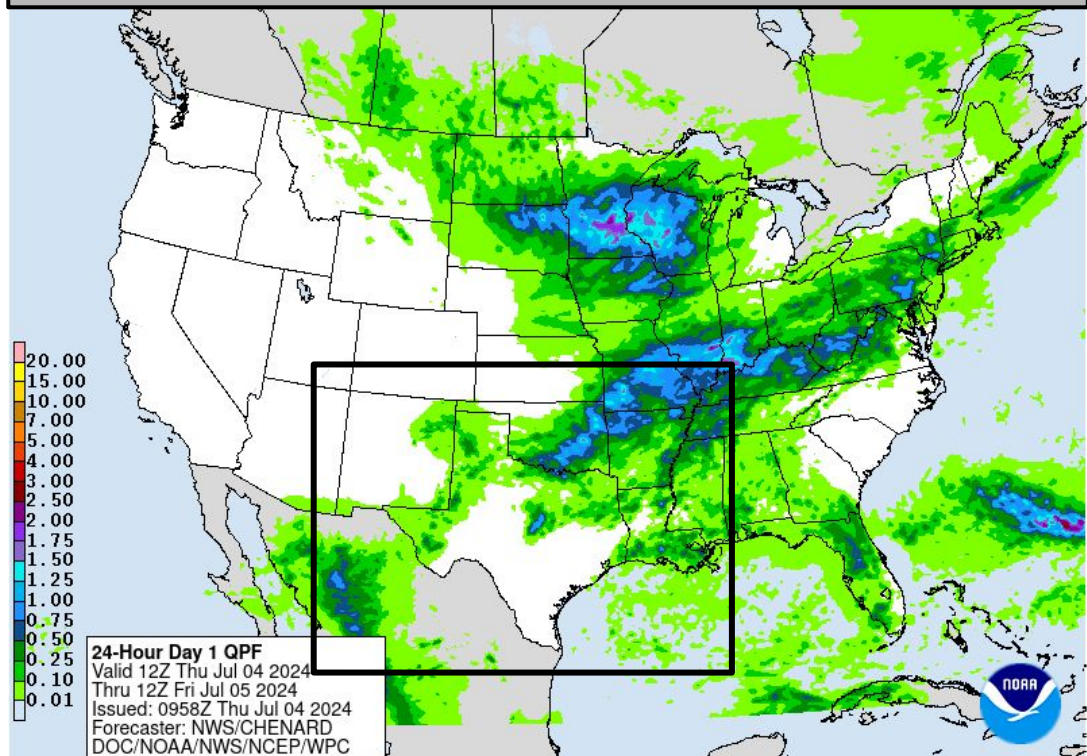 20.00
15.00
10.00
7.00
5.00
4.00
3.00
2.50
2.00
1.75
1.50
1.25
1.00
0.75
0.50
0.25
0.10
0.01
24-Hour Day 1 QPF
Valid 12Z Thu Jul 04 2024
Thru 12Z Fri Jul 05 2024
Issued: 0958Z Thu Jul 04 2024
Forecaster: NWS/CHENARD
DOC/NOAA/NWS/NCEP/WPC
NOAA